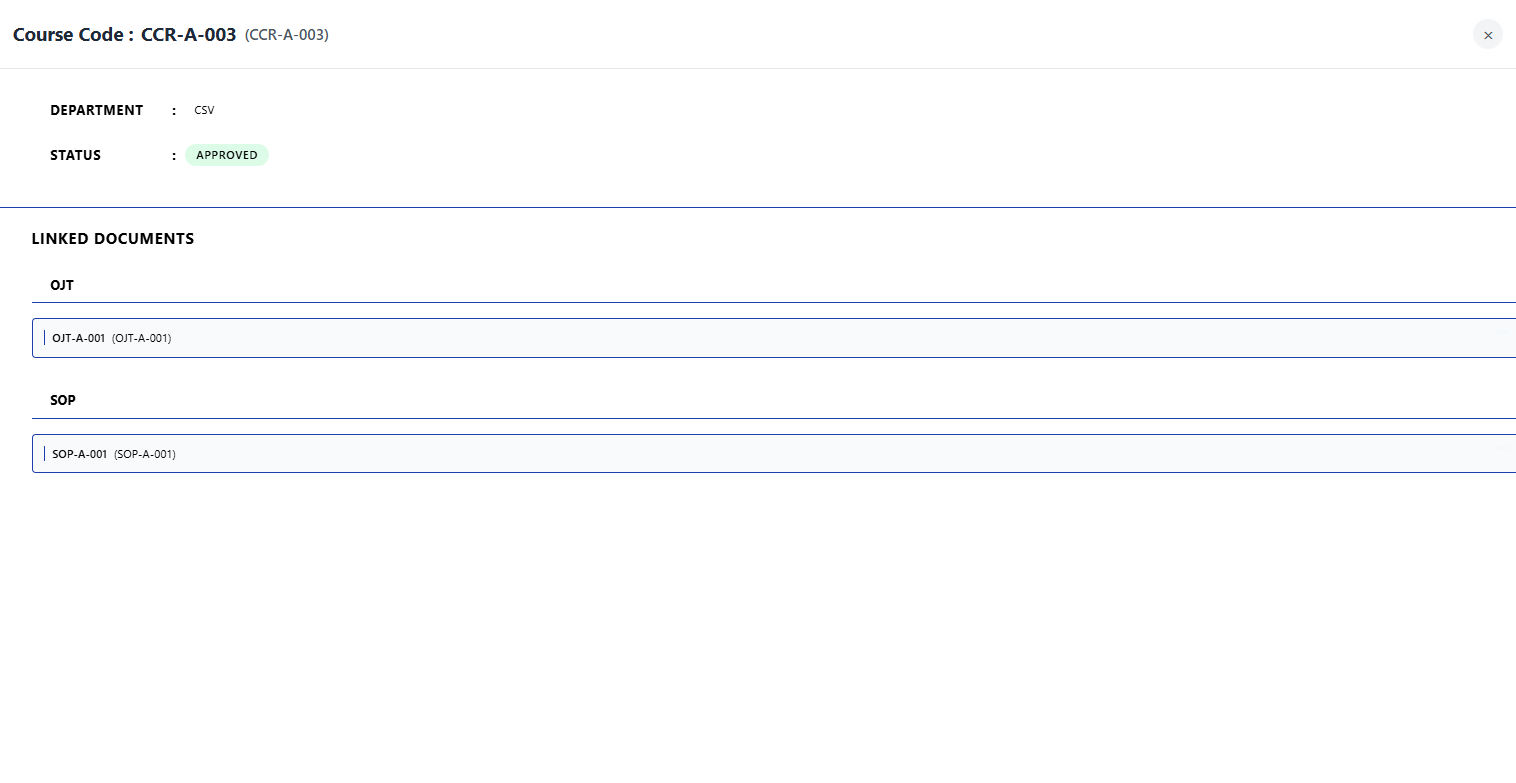 Course Code : CCR-A-003 (CCR-A-003)
×
DEPARTMENT : CSV
STATUS : APPROVED
LINKED DOCUMENTS
OJT
OJT-A-001 (OJT-A-001)
SOP
SOP-A-001 (SOP-A-001)